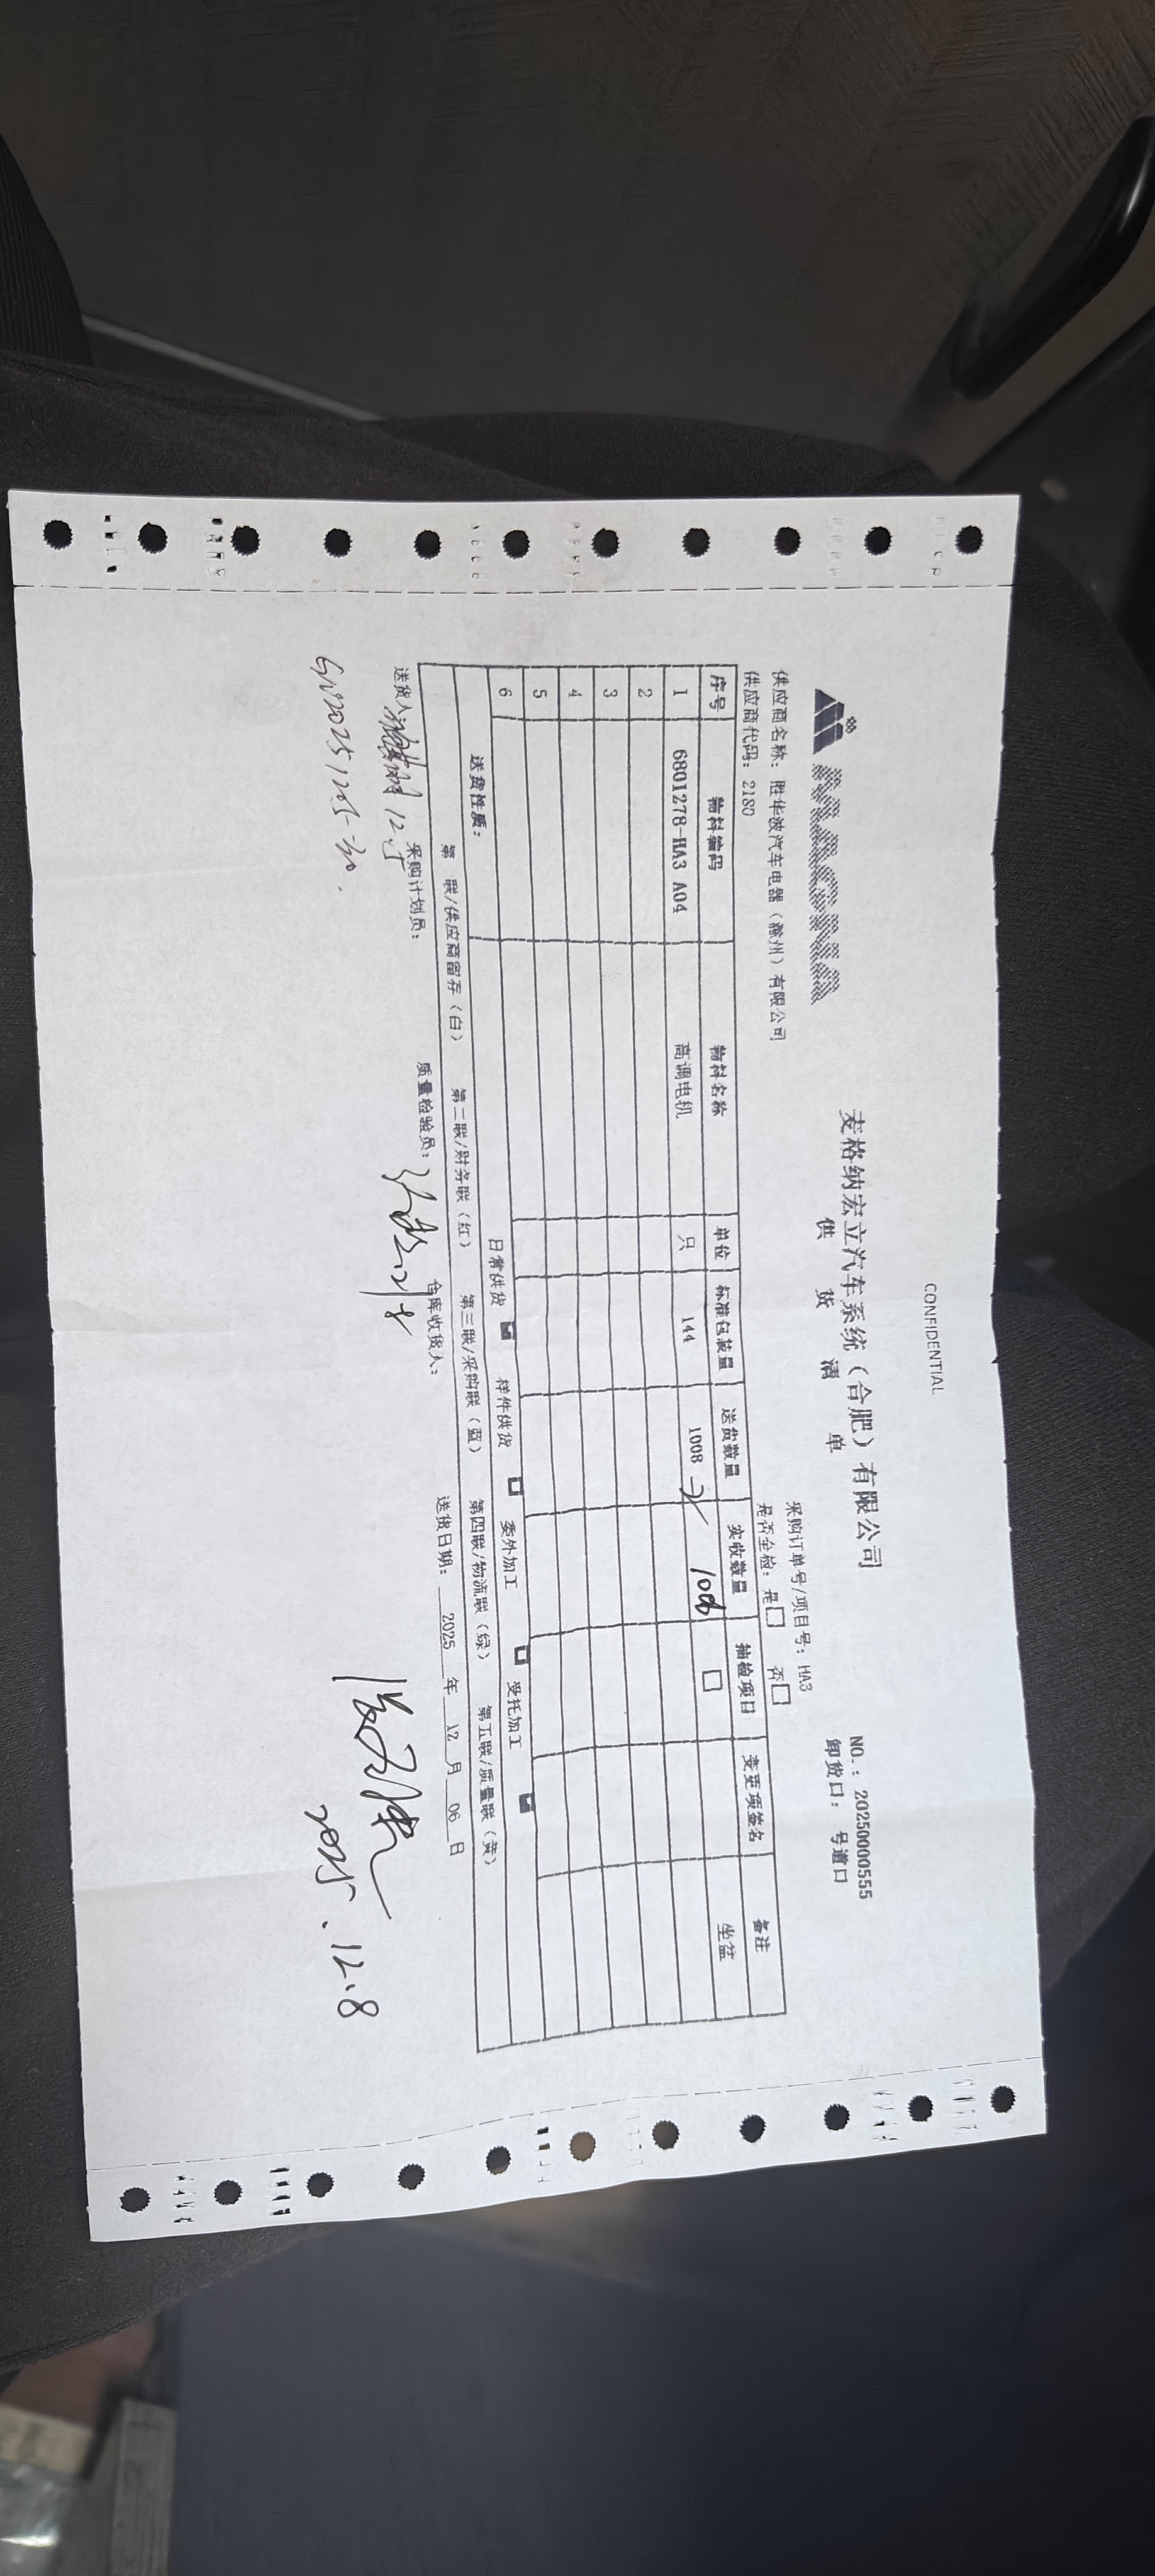 CONFIDENTIAL
MAGNA
麦格纳宏立汽车系统（合肥）有限公司
供 货 清 单
NO.: 20250000555
卸货口： 号道口
供应商名称：胜华波汽车电器（滁州）有限公司
采购订单号/项目号：HA3
供应商代码：2180
是否全检：是□ 否□
序号 物料编码 物料名称 单位 标准包装量 送货数量 实收数量 抽检项目 变更项签名 备注
1 6801278-HA3 A04 高调电机 只 144 1008 □ 坐盆
2
3
4
5
6
送货性质： 日常供货 样件供货 委外加工 受托加工
第 联/供应商留存（白） 第二联/财务联（红） 第三联/采购联（蓝） 第四联/物流联（绿） 第五联/质量联（黄）
送货人 采购计划员： 质量检验员： 仓库收货人： 送货日期： 2025 年 12 月 06 日
2025.12.8